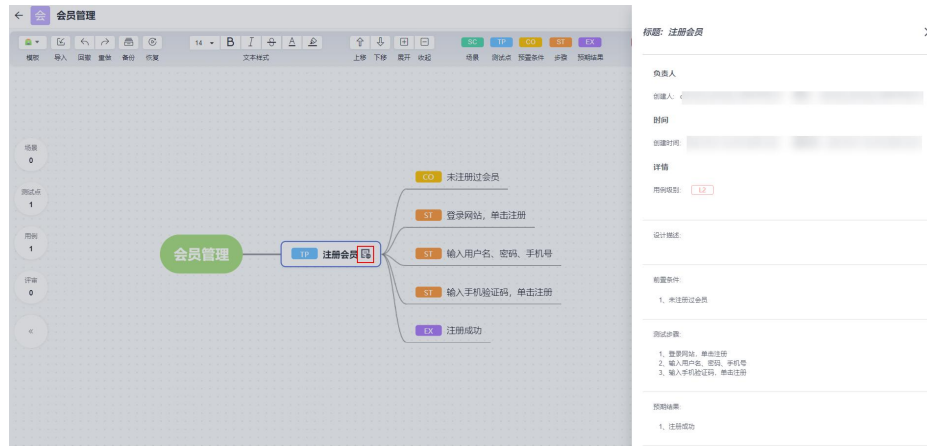 会 会员管理
14 B I A
SC TP CO ST EX
模板 导入 回撤 重做 备份 恢复 文本样式 上移 下移 展开 收起 场景 测试点 预置条件 步骤 预期结果
场景
0
测试点
1
用例
1
评审
0
«
会员管理
TP 注册会员
CO 未注册过会员
ST 登录网站，单击注册
ST 输入用户名、密码、手机号
ST 输入手机验证码，单击注册
EX 注册成功
标题: 注册会员
负责人
创建人:
时间
创建时间:
详情
用例级别: L2
设计描述:
前置条件:
1、未注册过会员
测试步骤:
1、登录网站、单击注册
2、输入用户名、密码、手机号
3、输入手机验证码、单击注册
预期结果:
1、注册成功